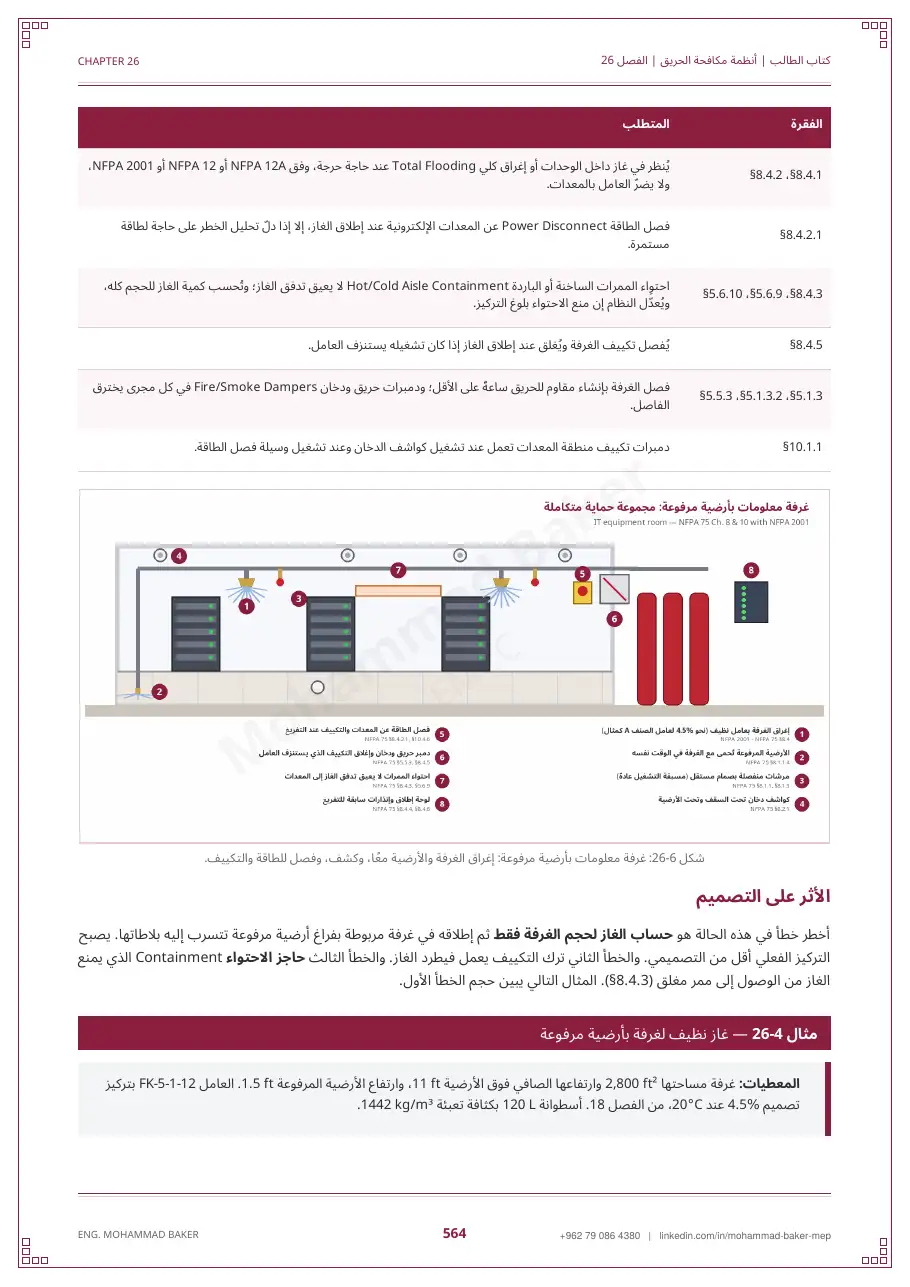 كتاب الطالب | أنظمة مكافحة الحريق | الفصل 26
CHAPTER 26
الفقرة
المتطلب
§8.4.1، §8.4.2
يُنظر في غاز داخل الوحدات أو إغراق كلي Total Flooding عند حاجة حرجة، وفق NFPA 12A أو NFPA 12 أو NFPA 2001،
ولا يضرّ العامل بالمعدات.
§8.4.2.1
فصل الطاقة Power Disconnect عن المعدات الإلكترونية عند إطلاق الغاز، إلا إذا دلّ تحليل الخطر على حاجة لطاقة
مستمرة.
§8.4.3، §5.6.9، §5.6.10
احتواء الممرات الساخنة أو الباردة Hot/Cold Aisle Containment لا يعيق تدفق الغاز؛ وتُحسب كمية الغاز للحجم كله،
ويُعدّل النظام إن منع الاحتواء بلوغ التركيز.
§8.4.5
يُفصل تكييف الغرفة ويُغلق عند إطلاق الغاز إذا كان تشغيله يستنزف العامل.
§5.1.3، §5.1.3.2، §5.5.3
فصل الغرفة بإنشاء مقاوم للحريق ساعةً على الأقل؛ ودمبرات حريق ودخان Fire/Smoke Dampers في كل مجرى يخترق
الفاصل.
§10.1.1
دمبرات تكييف منطقة المعدات تعمل عند تشغيل كواشف الدخان وعند تشغيل وسيلة فصل الطاقة.
غرفة معلومات بأرضية مرفوعة: مجموعة حماية متكاملة
IT equipment room — NFPA 75 Ch. 8 & 10 with NFPA 2001
4
7
5
8
1
3
6
2
1 إغراق الغرفة بعامل نظيف (نحو 4.5% لعامل الصنف A كمثال)
NFPA 2001 · NFPA 75 §8.4
2 الأرضية المرفوعة تُحمى مع الغرفة في الوقت نفسه
NFPA 75 §8.1.1.4
3 مرشات منفصلة بصمام مستقل (مسبقة التشغيل عادةً)
NFPA 75 §8.1.1, §8.1.3
4 كواشف دخان تحت السقف وتحت الأرضية
NFPA 75 §8.2.1
5 فصل الطاقة عن المعدات والتكييف عند التفريغ
NFPA 75 §8.4.2.1, §10.4.6
6 دمبر حريق ودخان وإغلاق التكييف الذي يستنزف العامل
NFPA 75 §5.5.3, §8.4.5
7 احتواء الممرات لا يعيق تدفق الغاز إلى المعدات
NFPA 75 §8.4.3, §5.6.9
8 لوحة إطلاق وإنذارات سابقة للتفريغ
NFPA 75 §8.4.4, §8.4.6
Mohammed Baker
شكل 6-26: غرفة معلومات بأرضية مرفوعة: إغراق الغرفة والأرضية معًا، وكشف، وفصل للطاقة والتكييف.
الأثر على التصميم
أخطر خطأ في هذه الحالة هو حساب الغاز لحجم الغرفة فقط ثم إطلاقه في غرفة مربوطة بفراغ أرضية مرفوعة تتسرب إليه بلاطاتها. يصبح
التركيز الفعلي أقل من التصميمي. والخطأ الثاني ترك التكييف يعمل فيطرد الغاز. والخطأ الثالث حاجز الاحتواء Containment الذي يمنع
الغاز من الوصول إلى ممر مغلق (§8.4.3). المثال التالي يبين حجم الخطأ الأول.
مثال 4-26 — غاز نظيف لغرفة بأرضية مرفوعة
المعطيات: غرفة مساحتها 2,800 ft² وارتفاعها الصافي فوق الأرضية 11 ft، وارتفاع الأرضية المرفوعة 1.5 ft. العامل FK-5-1-12 بتركيز
تصميم 4.5% عند 20°C، من الفصل 18. أسطوانة 120 L بكثافة تعبئة 1442 kg/m³.
ENG. MOHAMMAD BAKER
564
+962 79 086 4380 | linkedin.com/in/mohammad-baker-mep